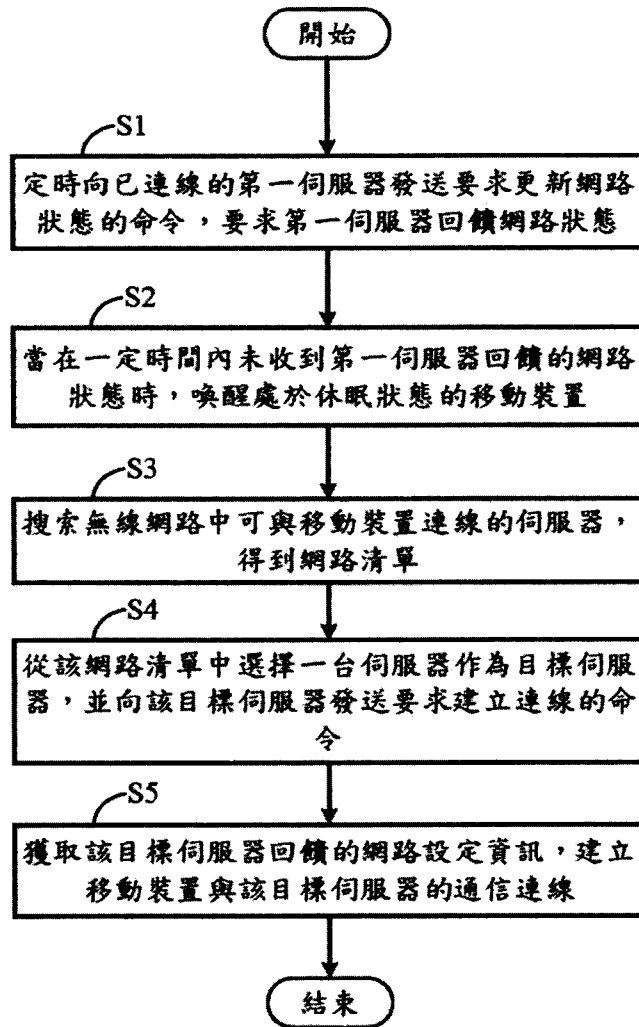 開始
S1
定時向已連線的第一伺服器發送要求更新網路
狀態的命令，要求第一伺服器回饋網路狀態
S2
當在一定時間內未收到第一伺服器回饋的網路
狀態時，喚醒處於休眠狀態的移動裝置
S3
搜索無線網路中可與移動裝置連線的伺服器，
得到網路清單
S4
從該網路清單中選擇一台伺服器作為目標伺服
器，並向該目標伺服器發送要求建立連線的命
令
S5
獲取該目標伺服器回饋的網路設定資訊，建立
移動裝置與該目標伺服器的通信連線
結束